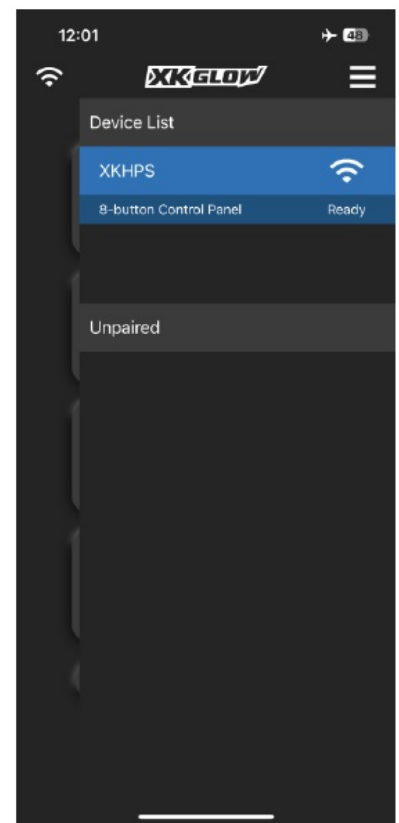 12:01
48
XKGLOW
Device List
XKHPS
8-button Control Panel
Ready
Unpaired